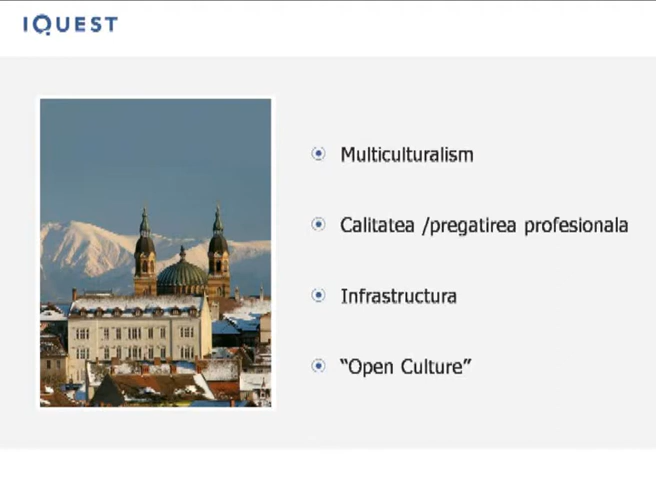 IQUEST
Multiculturalism
Calitatea /pregatirea profesionala
Infrastructura
“Open Culture”